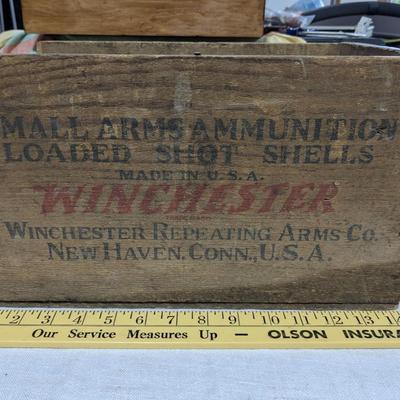 MALL ARMS AMMUNITION
LOADED SHOT SHELLS
MADE IN U.S.A.
WINCHESTER
TRADE MARK
WINCHESTER REPEATING ARMS CO.
NEW HAVEN, CONN., U.S.A.
2 3 4 5 6 7 8 9 10 11 12 13 14
Our Service Measures Up — OLSON INSURA